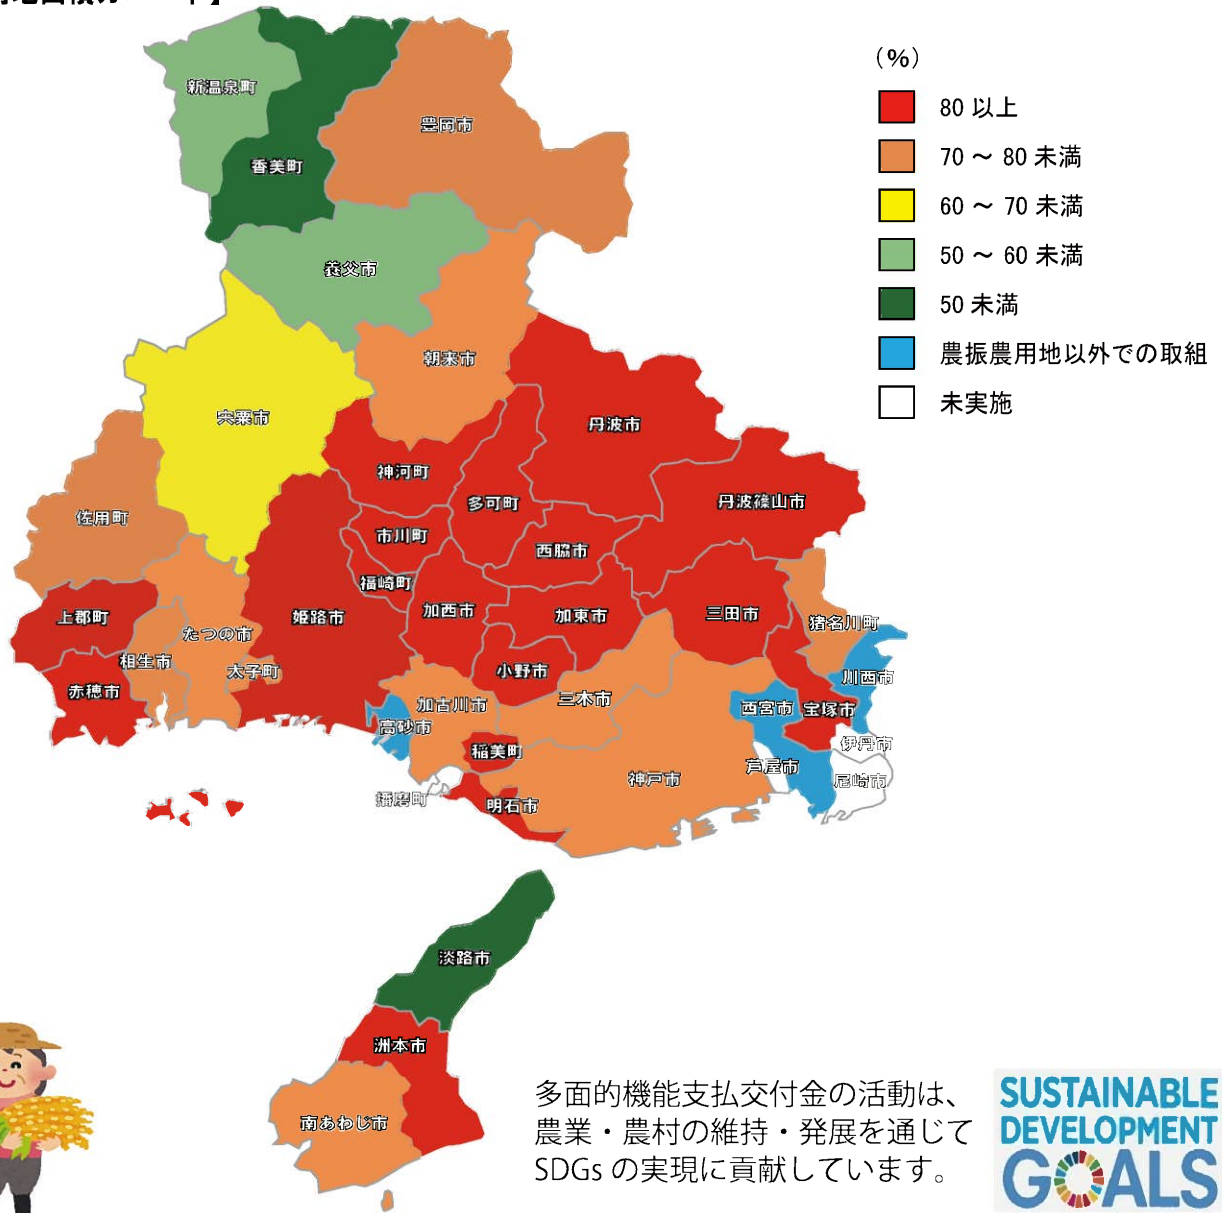 （%）
80 以上
70 ～ 80 未満
60 ～ 70 未満
50 ～ 60 未満
50 未満
農振農用地以外での取組
未実施
新温泉町
香美町
豊岡市
養父市
朝来市
宍粟市
丹波市
神河町
多可町
丹波篠山市
佐用町
市川町
西脇市
福崎町
上郡町
姫路市
加西市
加東市
三田市
猪名川町
たつの市
相生市
太子町
小野市
川西市
赤穂市
三木市
加古川市
高砂市
西宮市
宝塚市
伊丹市
稲美町
芦屋市
神戸市
尼崎市
播磨町
明石市
淡路市
洲本市
南あわじ市
多面的機能支払交付金の活動は、
農業・農村の維持・発展を通じて
SDGs の実現に貢献しています。
SUSTAINABLE
DEVELOPMENT
GOALS